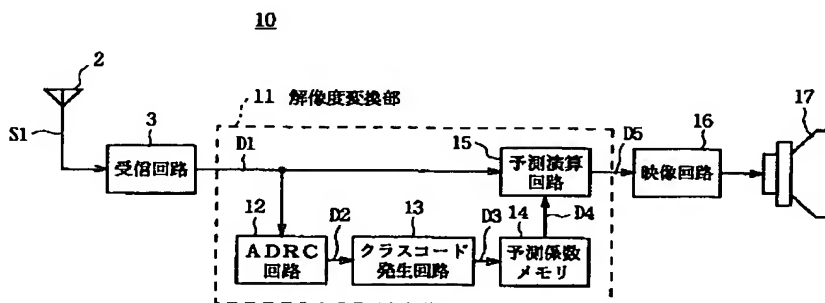 10
2
11 解像度変換部
17
3
15
D5
16
S1
受信回路
D1
予測演算
回路
映像回路
12
D2
13
D3
14
D4
ADRC
回路
クラスコード
発生回路
予測係数
メモリ